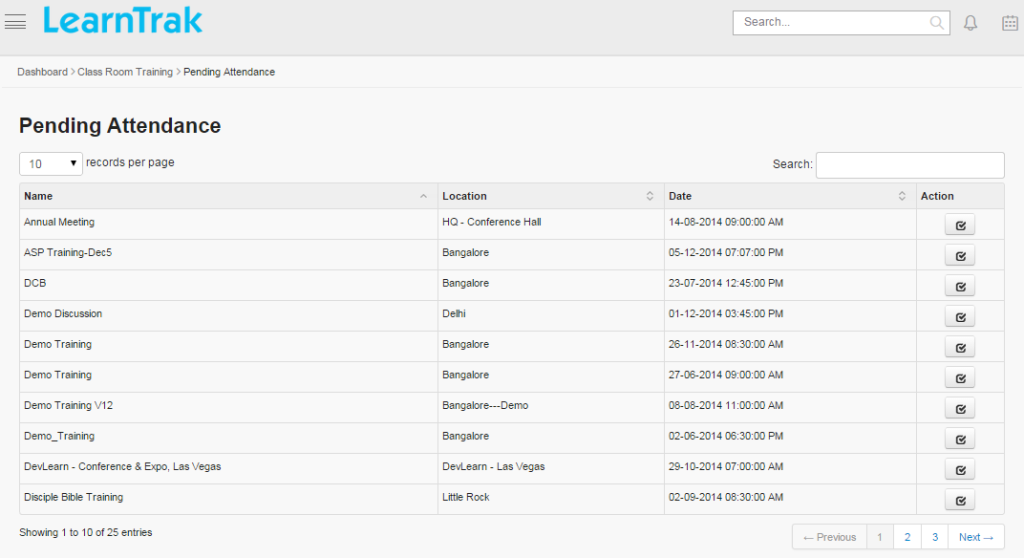 LearnTrak
Search...
Dashboard > Class Room Training > Pending Attendance
Pending Attendance
10 records per page Search:
Name Location Date Action
Annual Meeting HQ - Conference Hall 14-08-2014 09:00:00 AM
ASP Training-Dec5 Bangalore 05-12-2014 07:07:00 PM
DCB Bangalore 23-07-2014 12:45:00 PM
Demo Discussion Delhi 01-12-2014 03:45:00 PM
Demo Training Bangalore 26-11-2014 08:30:00 AM
Demo Training Bangalore 27-06-2014 09:00:00 AM
Demo Training V12 Bangalore---Demo 08-08-2014 11:00:00 AM
Demo_Training Bangalore 02-06-2014 06:30:00 PM
DevLearn - Conference & Expo, Las Vegas DevLearn - Las Vegas 29-10-2014 07:00:00 AM
Disciple Bible Training Little Rock 02-09-2014 08:30:00 AM
Showing 1 to 10 of 25 entries ← Previous 1 2 3 Next →